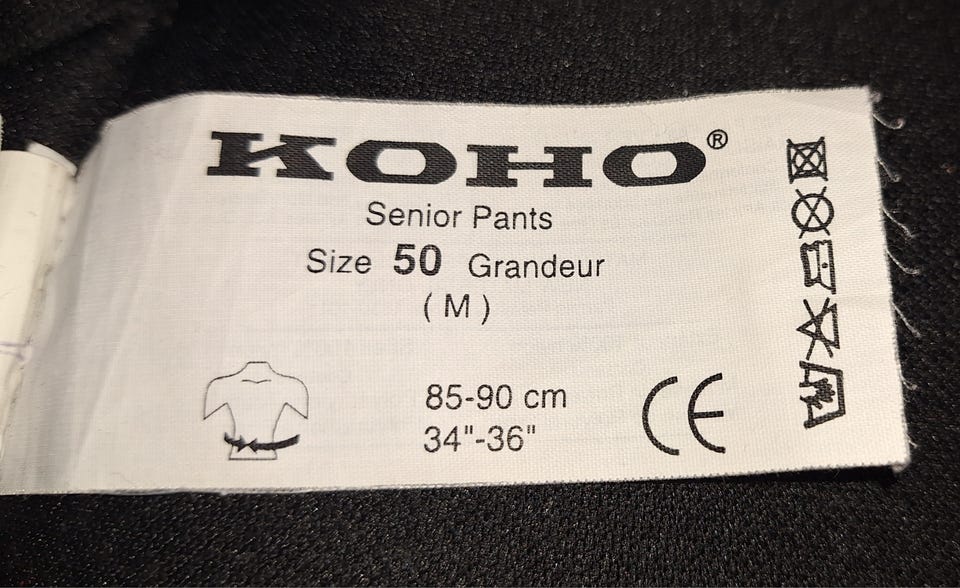 KOHO®
Senior Pants
Size 50 Grandeur
( M )
85-90 cm
34"-36"
CE